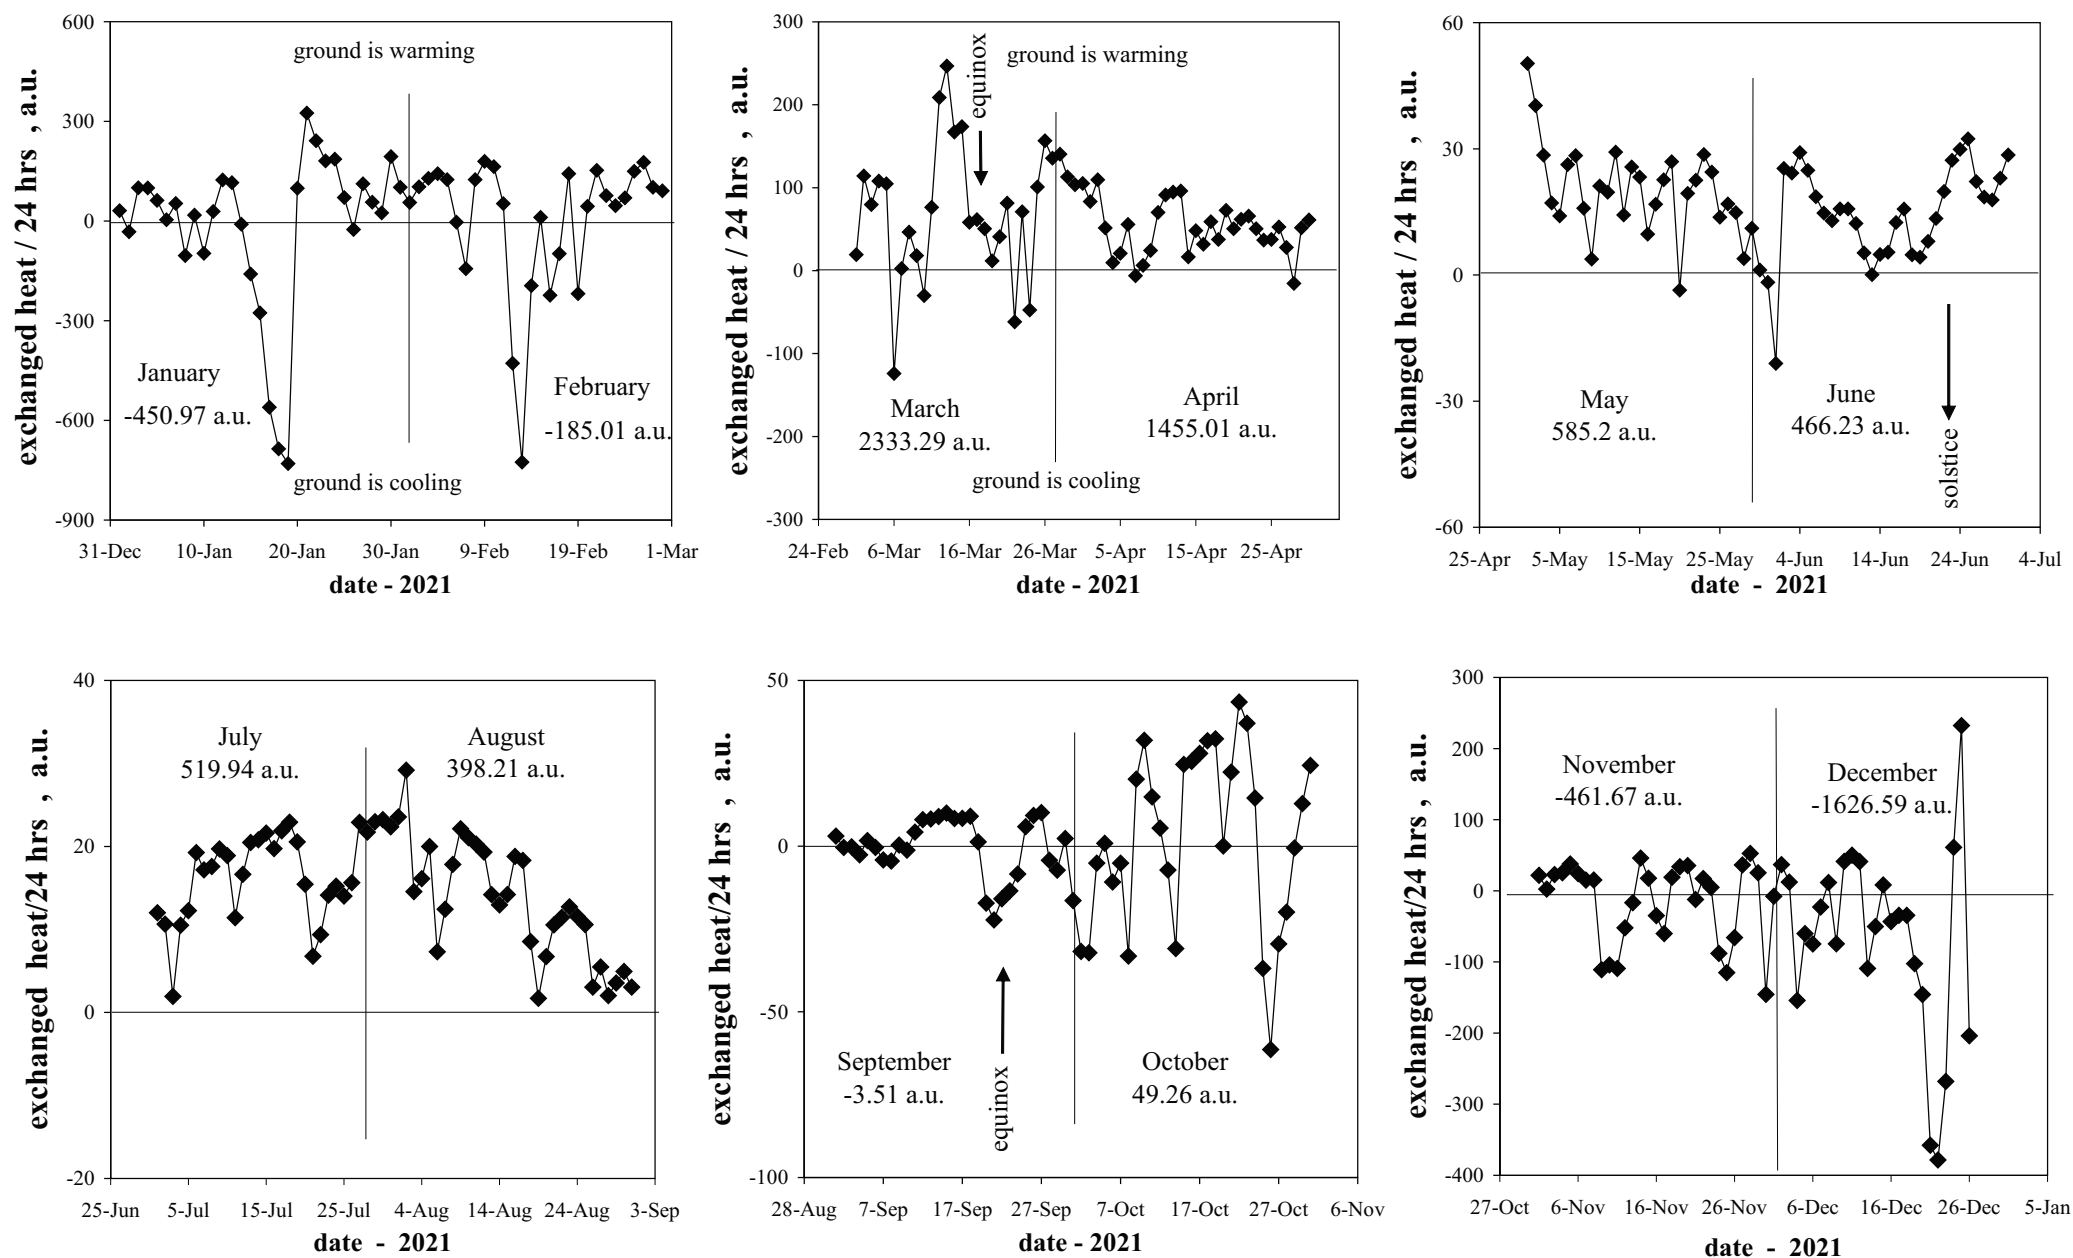 600
300
0
-300
-600
-900
exchanged heat / 24 hrs , a.u.
ground is warming
January
-450.97 a.u.
February
-185.01 a.u.
ground is cooling
31-Dec 10-Jan 20-Jan 30-Jan 9-Feb 19-Feb 1-Mar
date - 2021
300
200
100
0
-100
-200
-300
exchanged heat / 24 hrs , a.u.
equinox
ground is warming
March
2333.29 a.u.
April
1455.01 a.u.
ground is cooling
24-Feb 6-Mar 16-Mar 26-Mar 5-Apr 15-Apr 25-Apr
date - 2021
60
30
0
-30
-60
exchanged heat / 24 hrs , a.u.
May
585.2 a.u.
June
466.23 a.u.
solstice
25-Apr 5-May 15-May 25-May 4-Jun 14-Jun 24-Jun 4-Jul
date - 2021
40
20
0
-20
exchanged heat/24 hrs , a.u.
July
519.94 a.u.
August
398.21 a.u.
25-Jun 5-Jul 15-Jul 25-Jul 4-Aug 14-Aug 24-Aug 3-Sep
date - 2021
50
0
-50
-100
exchanged heat/24 hrs , a.u.
September
-3.51 a.u.
equinox
October
49.26 a.u.
28-Aug 7-Sep 17-Sep 27-Sep 7-Oct 17-Oct 27-Oct 6-Nov
date - 2021
300
200
100
0
-100
-200
-300
-400
exchanged heat/24 hrs , a.u.
November
-461.67 a.u.
December
-1626.59 a.u.
27-Oct 6-Nov 16-Nov 26-Nov 6-Dec 16-Dec 26-Dec 5-Jan
date - 2021